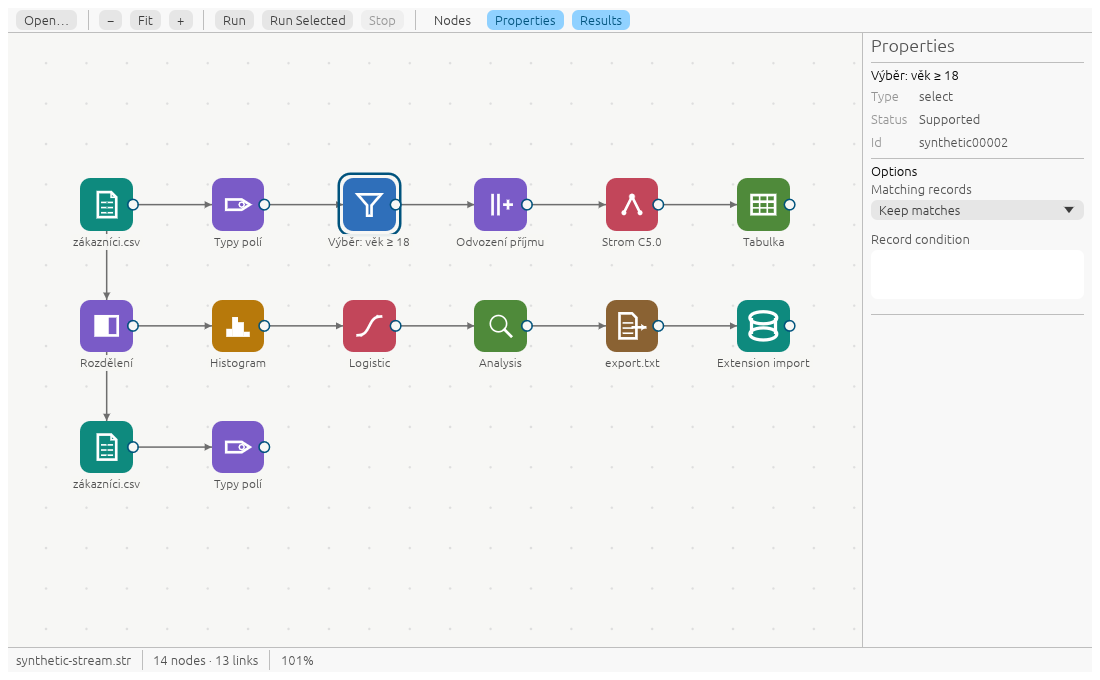 Open...
– Fit +
Run Run Selected Stop
Nodes Properties Results
Properties
Výběr: věk ≥ 18
Type select
Status Supported
Id synthetic00002
Options
Matching records
Keep matches
Record condition
zákazníci.csv Typy polí Výběr: věk ≥ 18 Odvození příjmu Strom C5.0 Tabulka
Rozdělení Histogram Logistic Analysis export.txt Extension import
zákazníci.csv Typy polí
synthetic-stream.str 14 nodes · 13 links 101%